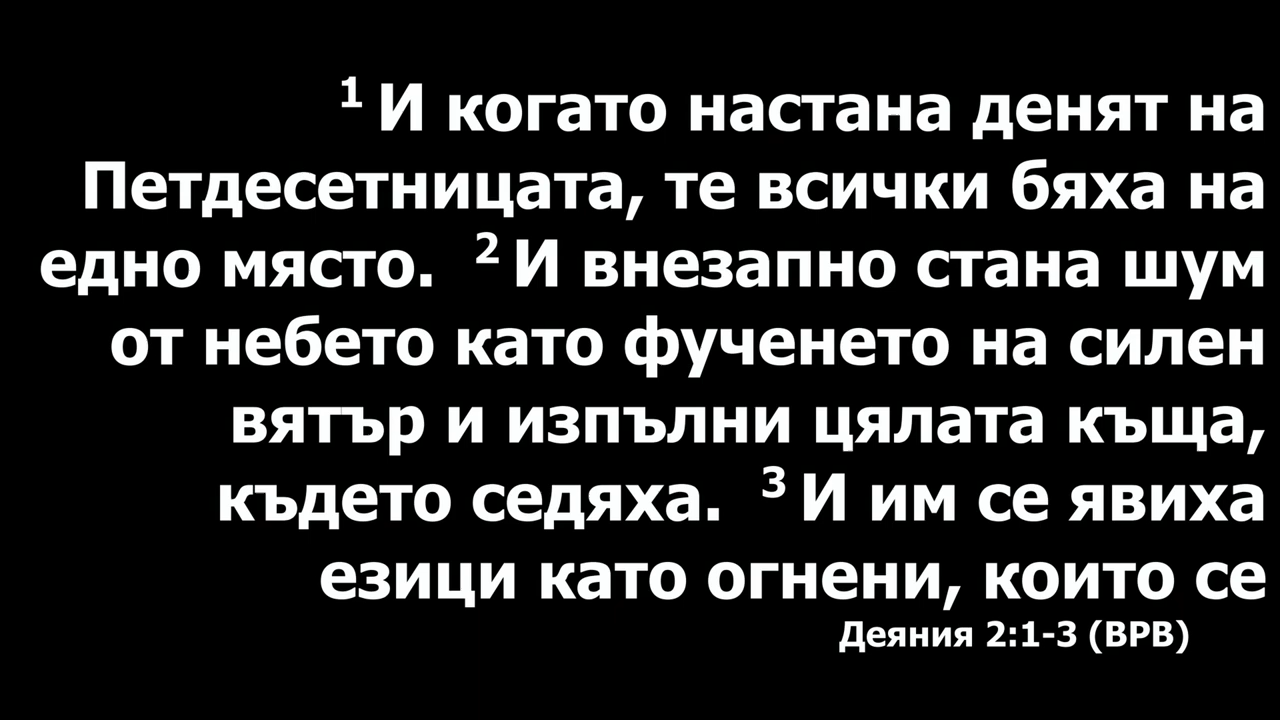 ¹ И когато настана денят на
Петдесетницата, те всички бяха на
едно място. ² И внезапно стана шум
от небето като фученето на силен
вятър и изпълни цялата къща,
където седяха. ³ И им се явиха
езици като огнени, които се
Деяния 2:1-3 (ВРВ)